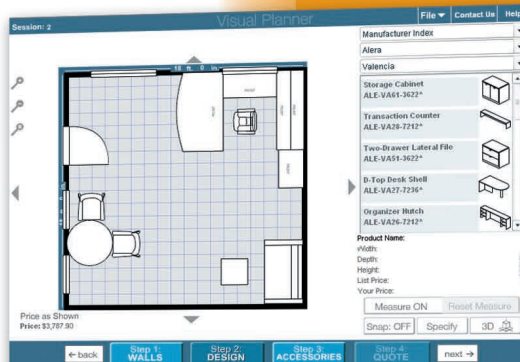 Session: 2
Visual Planner
File
Contact Us
Help
Manufacturer Index
Alera
Valencia
18 ft. 0 in.
Storage Cabinet
ALE-VA61-3622*
Transaction Counter
ALE-VA28-7212*
Two-Drawer Lateral File
ALE-VA51-3622*
D-Top Desk Shell
ALE-VA27-7236*
Organizer Hutch
ALE-VA26-7212*
Product Name:
Width:
Depth:
Height:
List Price:
Your Price:
Measure ON
Reset Measure
Snap: OFF
Specify
3D
Price as Shown
Price: $3,787.90
← back
Step 1:
WALLS
Step 2:
DESIGN
Step 3:
ACCESSORIES
Step 4:
QUOTE
next →